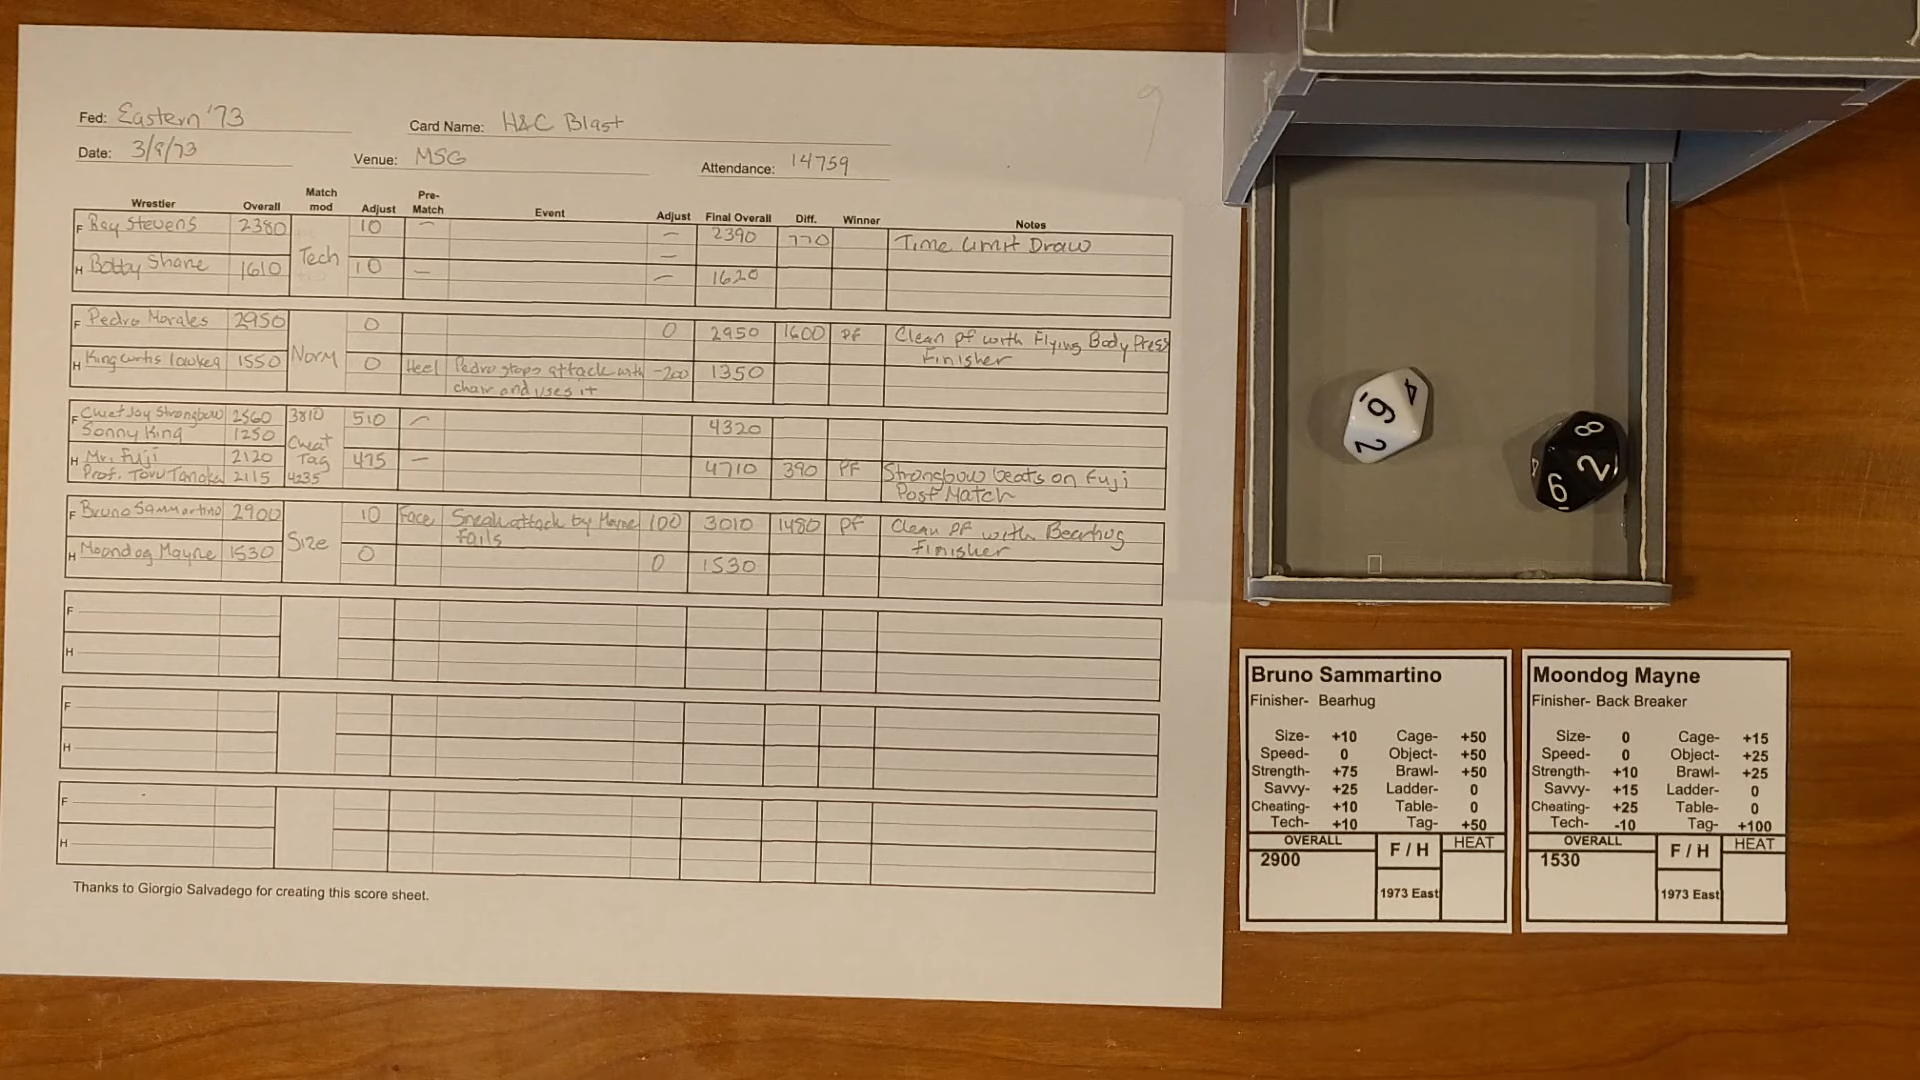 9
Fed: Eastern '73
Card Name: H&C Blast
Date: 3/9/73
Venue: MSG
Attendance: 14759
Wrestler Overall Match mod Adjust Pre-Match Event Adjust Final Overall Diff. Winner Notes
F Ray Stevens 2380 Tech 10 — — 2390 770 Time Limit Draw
—
H Bobby Shane 1610 10 — — 1620
F Pedro Morales 2950 Norm 0 0 2950 1600 PF Clean pf with Flying Body Press
Finisher
H King Curtis Iawkea 1550 0 Heel Pedro stops attack with -200 1350
chair and uses it
F Chief Jay Strongbow 2560 3810 510 — 4320
Sonny King 1250 Cheat
H Mr. Fuji 2120 Tag 475 — 4710 390 PF Strongbow beats on Fuji
Prof. Toru Tanaka 2115 4235 Post Match
F Bruno Sammartino 2900 Size 10 Face Sneak attack by Mayne 100 3010 1480 PF Clean PF with Bearhug
fails Finisher
H Moondog Mayne 1530 0 0 1530
F
H
F
H
F
H
Thanks to Giorgio Salvadego for creating this score sheet.
4
6
2
8
2
9
4
Bruno Sammartino
Finisher- Bearhug
Size- +10 Cage- +50
Speed- 0 Object- +50
Strength- +75 Brawl- +50
Savvy- +25 Ladder- 0
Cheating- +10 Table- 0
Tech- +10 Tag- +50
OVERALL F / H HEAT
2900
1973 East
Moondog Mayne
Finisher- Back Breaker
Size- 0 Cage- +15
Speed- 0 Object- +25
Strength- +10 Brawl- +25
Savvy- +15 Ladder- 0
Cheating- +25 Table- 0
Tech- -10 Tag- +100
OVERALL F / H HEAT
1530
1973 East